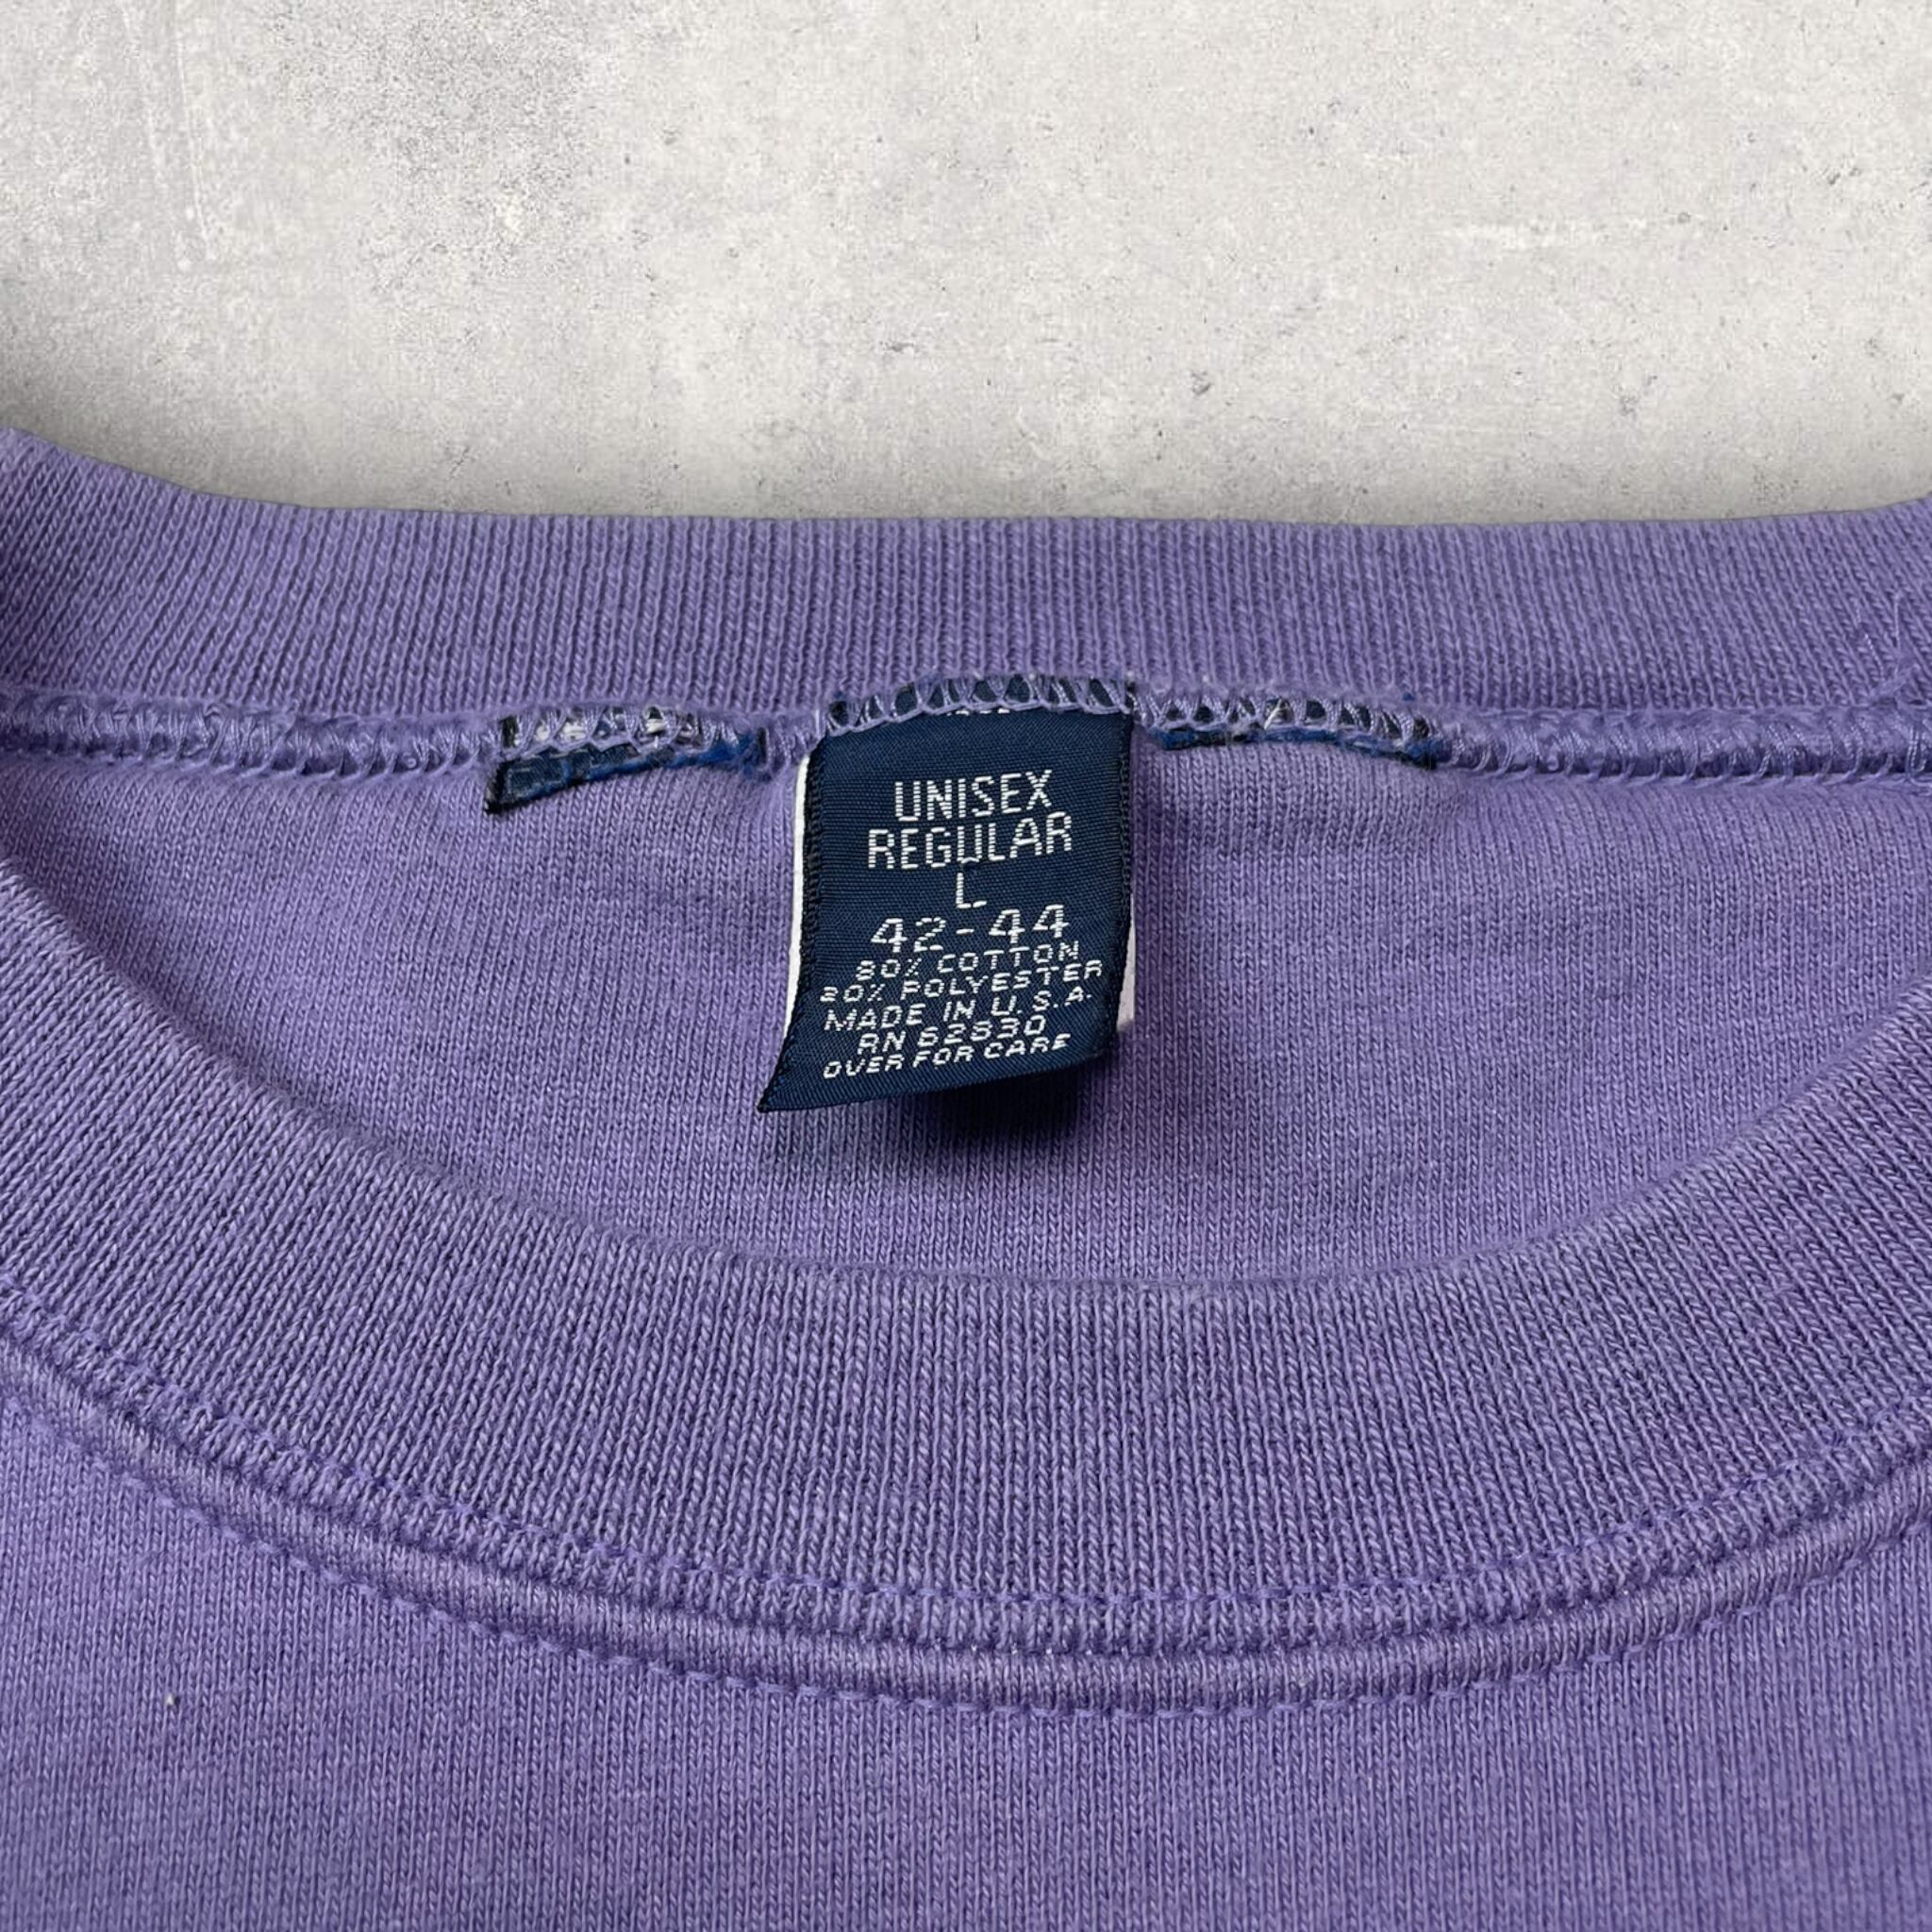 UNISEX
REGULAR
L
42-44
80% COTTON
20% POLYESTER
MADE IN U.S.A.
RN 62830
OVER FOR CARE